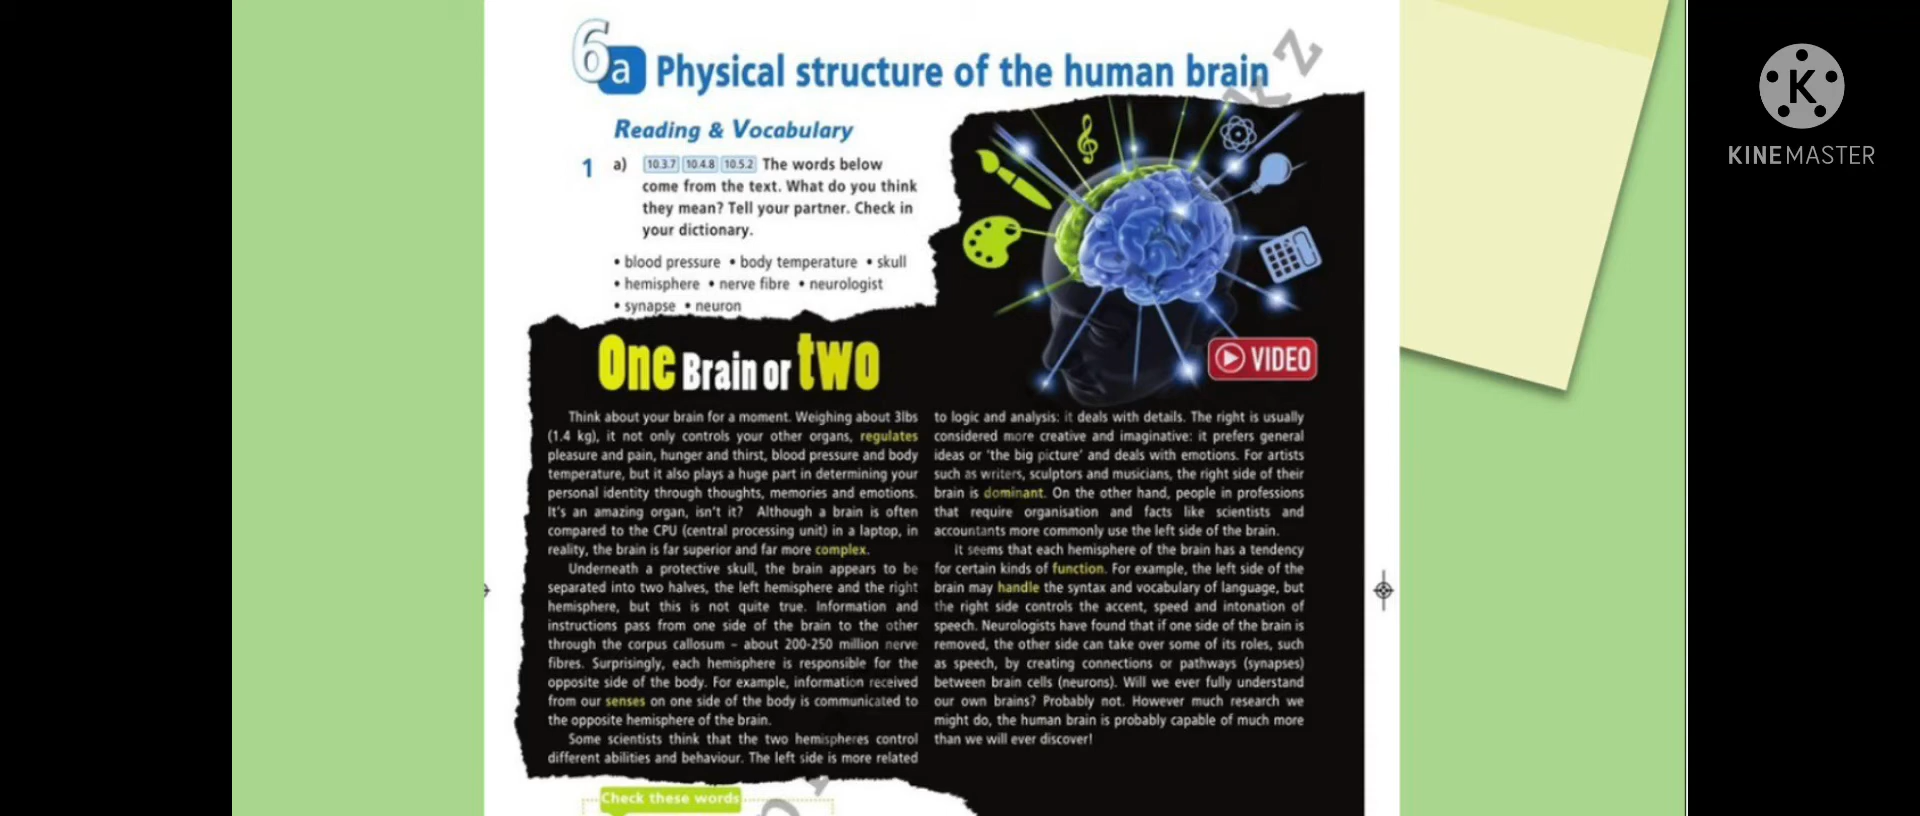 6a Physical structure of the human brain
K Z
K
KINEMASTER
Reading & Vocabulary
1 a) 10.3.7 10.4.8 10.5.2 The words below
come from the text. What do you think
they mean? Tell your partner. Check in
your dictionary.
• blood pressure • body temperature • skull
• hemisphere • nerve fibre • neurologist
• synapse • neuron
One Brain or two
VIDEO
Think about your brain for a moment. Weighing about 3lbs
(1.4 kg), it not only controls your other organs, regulates
pleasure and pain, hunger and thirst, blood pressure and body
temperature, but it also plays a huge part in determining your
personal identity through thoughts, memories and emotions.
It's an amazing organ, isn't it? Although a brain is often
compared to the CPU (central processing unit) in a laptop, in
reality, the brain is far superior and far more complex.
Underneath a protective skull, the brain appears to be
separated into two halves, the left hemisphere and the right
hemisphere, but this is not quite true. Information and
instructions pass from one side of the brain to the other
through the corpus callosum – about 200-250 million nerve
fibres. Surprisingly, each hemisphere is responsible for the
opposite side of the body. For example, information received
from our senses on one side of the body is communicated to
the opposite hemisphere of the brain.
Some scientists think that the two hemispheres control
different abilities and behaviour. The left side is more related
to logic and analysis: it deals with details. The right is usually
considered more creative and imaginative: it prefers general
ideas or 'the big picture' and deals with emotions. For artists
such as writers, sculptors and musicians, the right side of their
brain is dominant. On the other hand, people in professions
that require organisation and facts like scientists and
accountants more commonly use the left side of the brain.
It seems that each hemisphere of the brain has a tendency
for certain kinds of function. For example, the left side of the
brain may handle the syntax and vocabulary of language, but
the right side controls the accent, speed and intonation of
speech. Neurologists have found that if one side of the brain is
removed, the other side can take over some of its roles, such
as speech, by creating connections or pathways (synapses)
between brain cells (neurons). Will we ever fully understand
our own brains? Probably not. However much research we
might do, the human brain is probably capable of much more
than we will ever discover!
Check these words